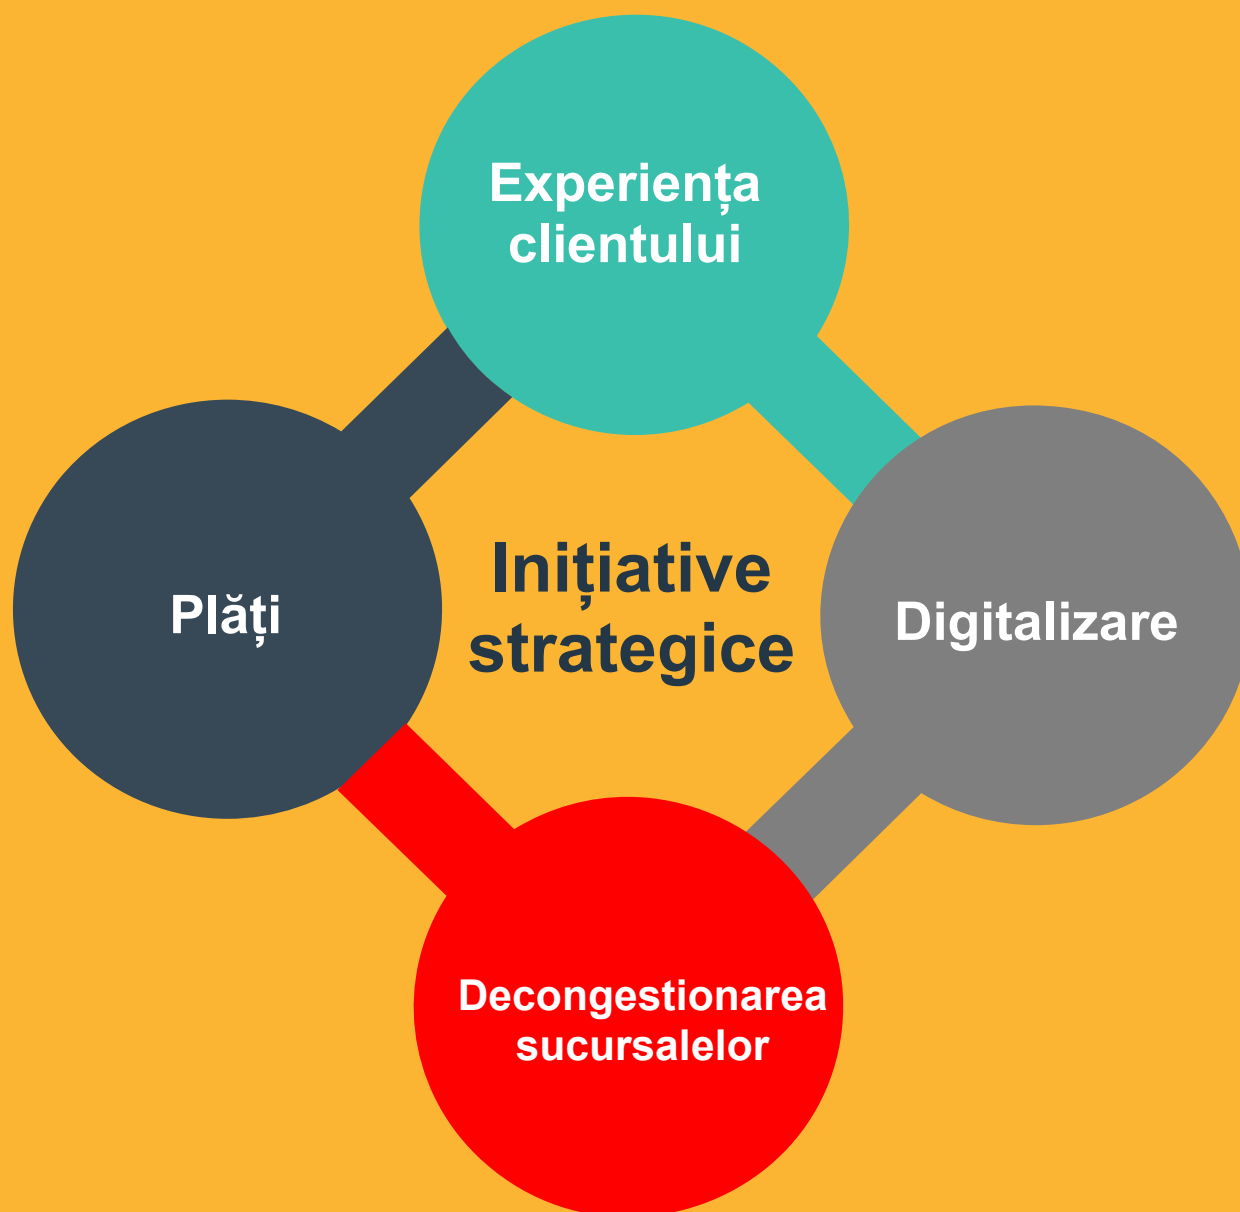 Experiența
clientului
Inițiative
strategice
Plăți
Digitalizare
Decongestionarea
sucursalelor